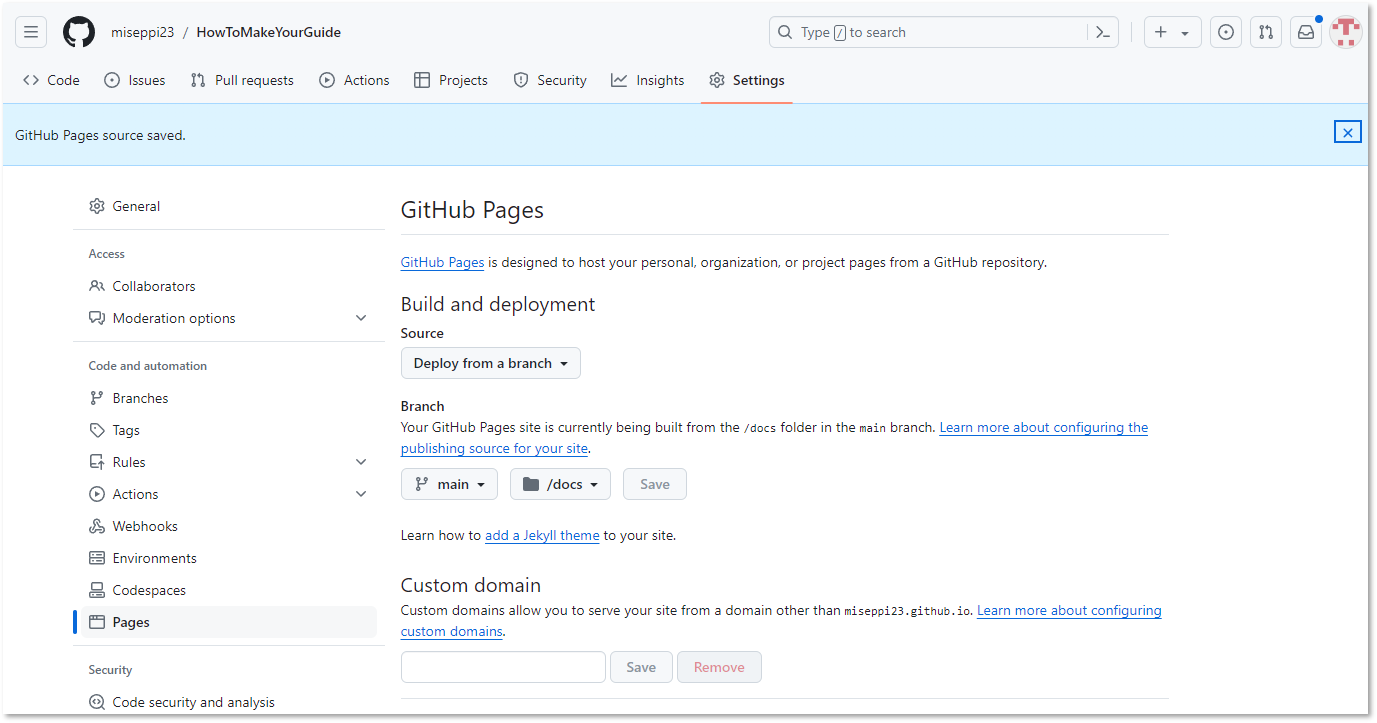 miseppi23 / HowToMakeYourGuide
Type / to search
Code Issues Pull requests Actions Projects Security Insights Settings
GitHub Pages source saved.
General
Access
Collaborators
Moderation options
Code and automation
Branches
Tags
Rules
Actions
Webhooks
Environments
Codespaces
Pages
Security
Code security and analysis
GitHub Pages
GitHub Pages is designed to host your personal, organization, or project pages from a GitHub repository.
Build and deployment
Source
Deploy from a branch
Branch
Your GitHub Pages site is currently being built from the /docs folder in the main branch. Learn more about configuring the
publishing source for your site.
main /docs Save
Learn how to add a Jekyll theme to your site.
Custom domain
Custom domains allow you to serve your site from a domain other than miseppi23.github.io. Learn more about configuring
custom domains.
Save Remove